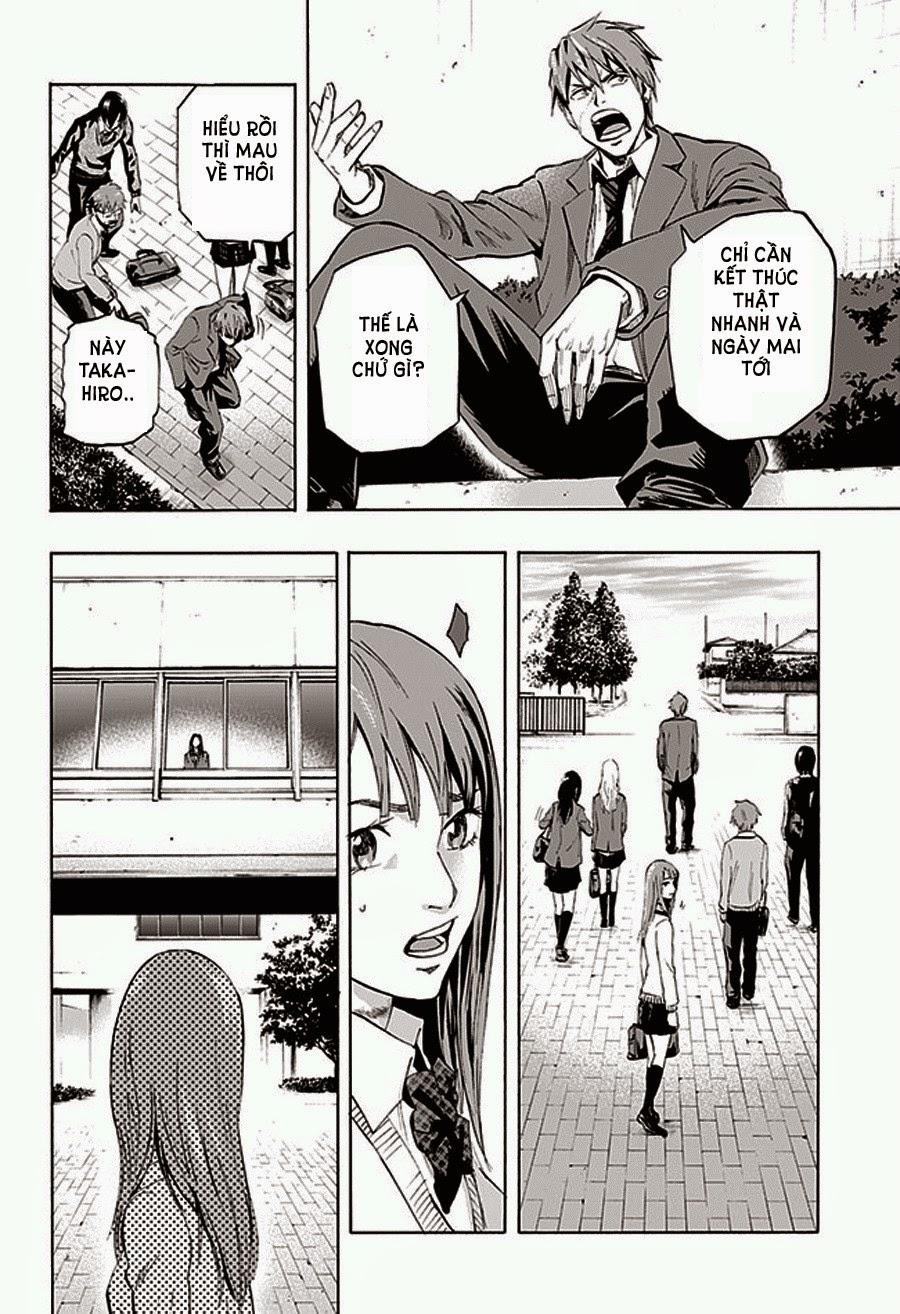 CHỈ CẦN
KẾT THÚC
THẬT
NHANH VÀ
NGÀY MAI
TỚI
THẾ LÀ
XONG
CHỨ GÌ?
HIỂU RỒI
THÌ MAU
VỀ THÔI
NÀY
TAKA-
HIRO..